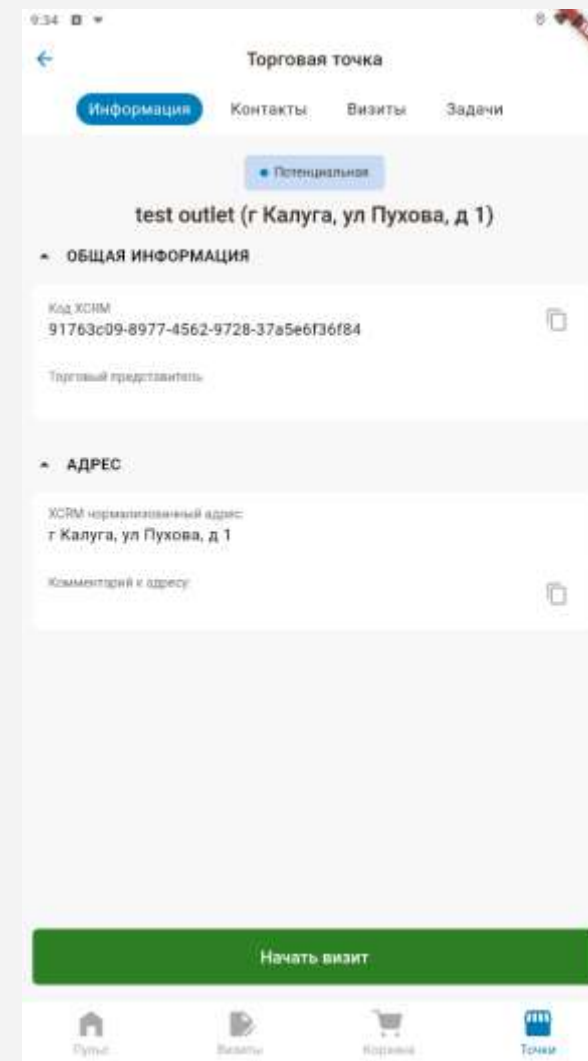 9:34
Торговая точка
Информация Контакты Визиты Задачи
Потенциальная
test outlet (г Калуга, ул Пухова, д 1)
ОБЩАЯ ИНФОРМАЦИЯ
Код XCRM
91763c09-8977-4562-9728-37a5e6f36f84
Торговый представитель
АДРЕС
XCRM нормализованный адрес:
г Калуга, ул Пухова, д 1
Комментарий к адресу:
Начать визит
Пульс Визиты Корзина Точки